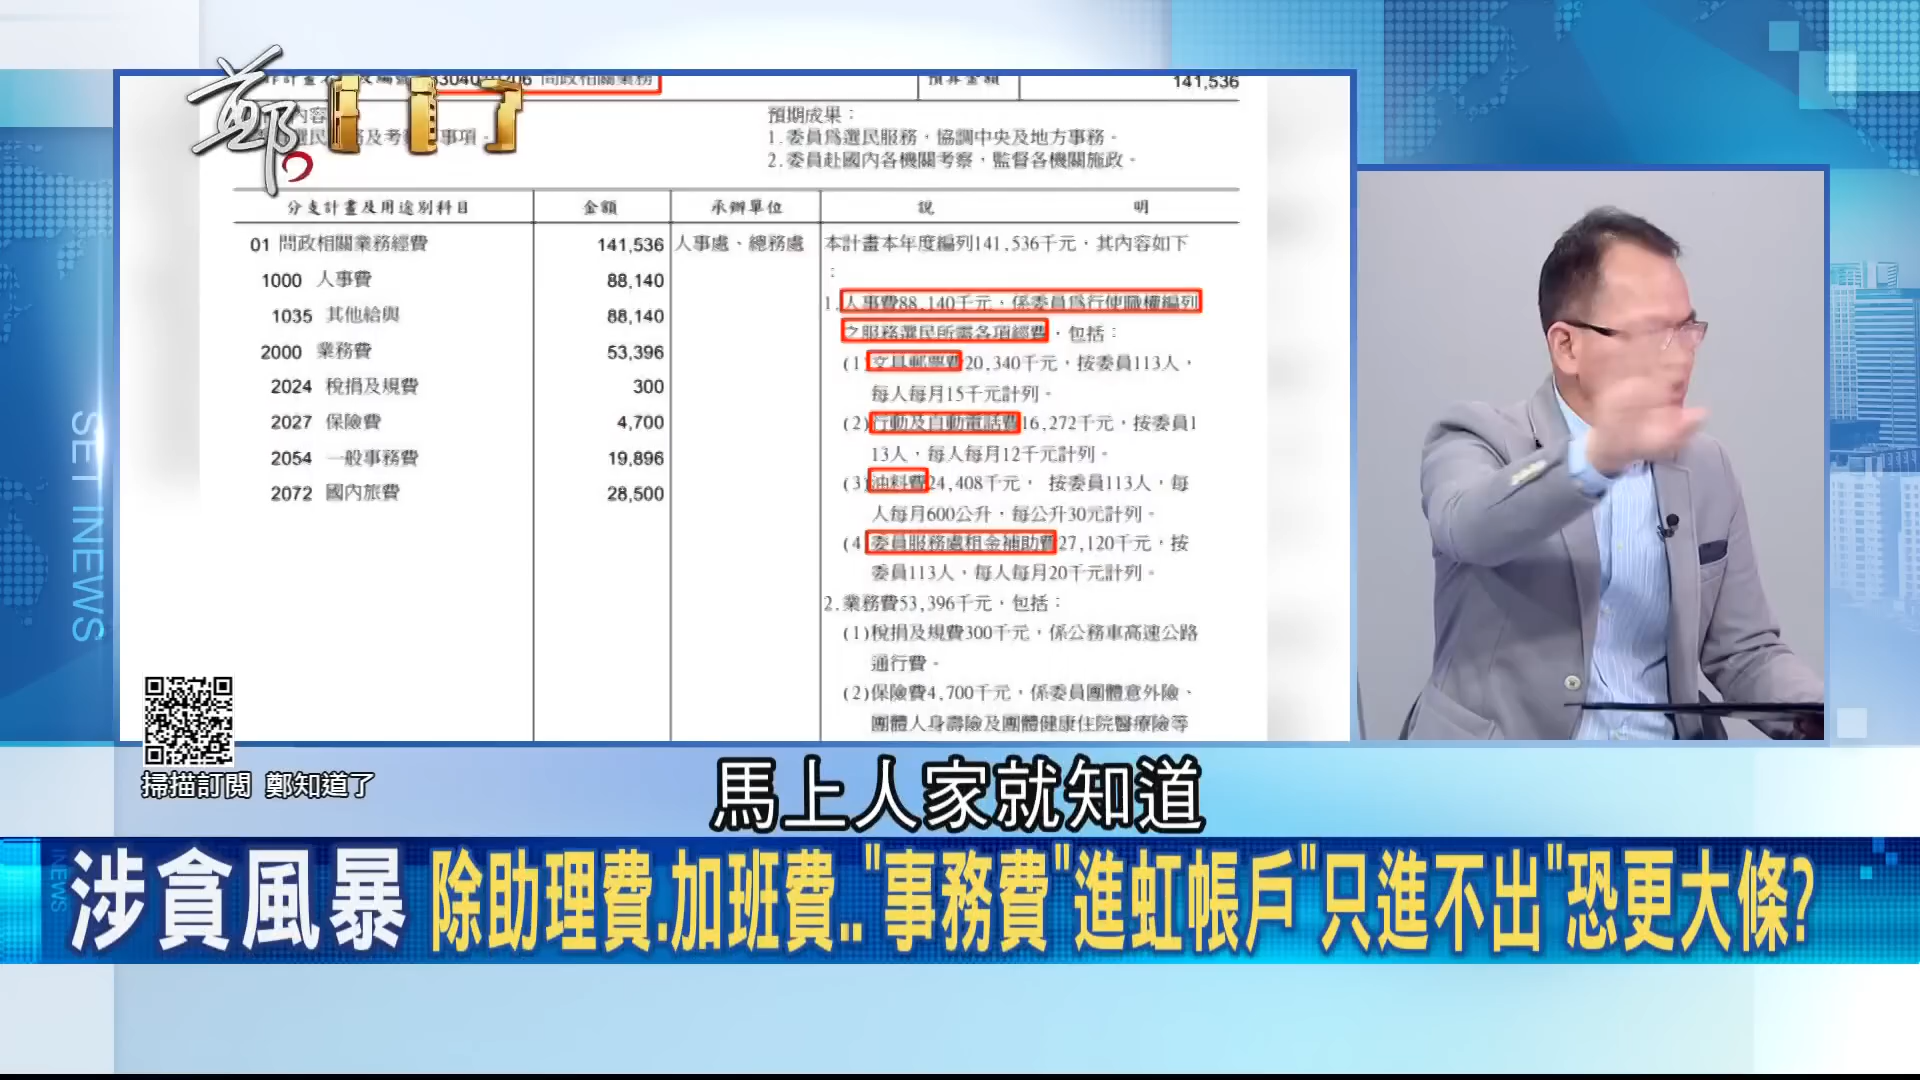 問政相關業務
預算金額
141,536
預期成果：
1.委員為選民服務，協調中央及地方事務。
2.委員赴國內各機關考察，監督各機關施政。
分支計畫及用途別科目 金額 承辦單位 說 明
01 問政相關業務經費 141,536 人事處、總務處
1000 人事費 88,140
1035 其他給與 88,140
2000 業務費 53,396
2024 稅捐及規費 300
2027 保險費 4,700
2054 一般事務費 19,896
2072 國內旅費 28,500
本計畫本年度編列141,536千元，其內容如下
：
1.人事費88,140千元，係委員為行使職權編列
之服務選民所需各項經費，包括：
(1)文具郵票費20,340千元，按委員113人，
每人每月15千元計列。
(2)行動及自動電話費16,272千元，按委員1
13人，每人每月12千元計列。
(3)油料費24,408千元， 按委員113人，每
人每月600公升，每公升30元計列。
(4)委員服務處租金補助費27,120千元，按
委員113人，每人每月20千元計列。
2.業務費53,396千元，包括：
(1)稅捐及規費300千元，係公務車高速公路
通行費。
(2)保險費4,700千元，係委員團體意外險、
團體人身壽險及團體健康住院醫療險等
SET iNEWS
掃描訂閱 鄭知道了
馬上人家就知道
涉貪風暴 除助理費.加班費.."事務費"進虹帳戶"只進不出"恐更大條?